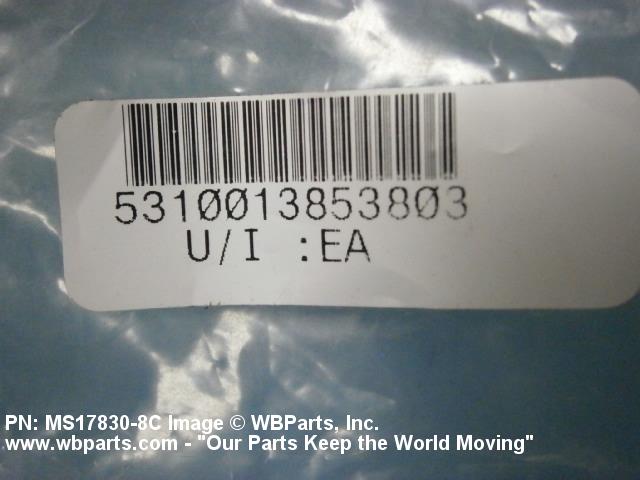 5310013853803
U/I :EA
PN: MS17830-8C Image © WBParts, Inc.
www.wbparts.com - "Our Parts Keep the World Moving"